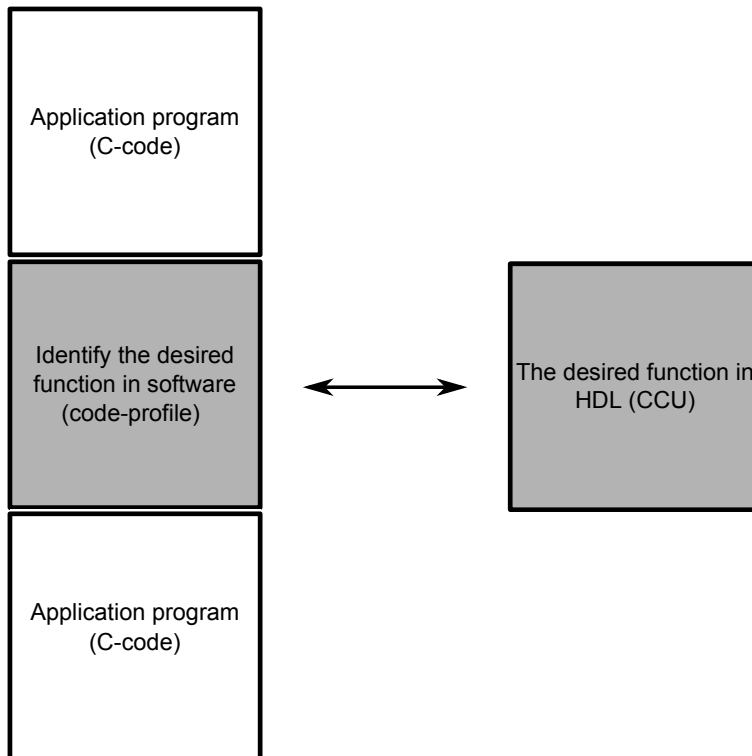 Application program
(C-code)
Identify the desired
function in software
(code-profile)
The desired function in
HDL (CCU)
Application program
(C-code)